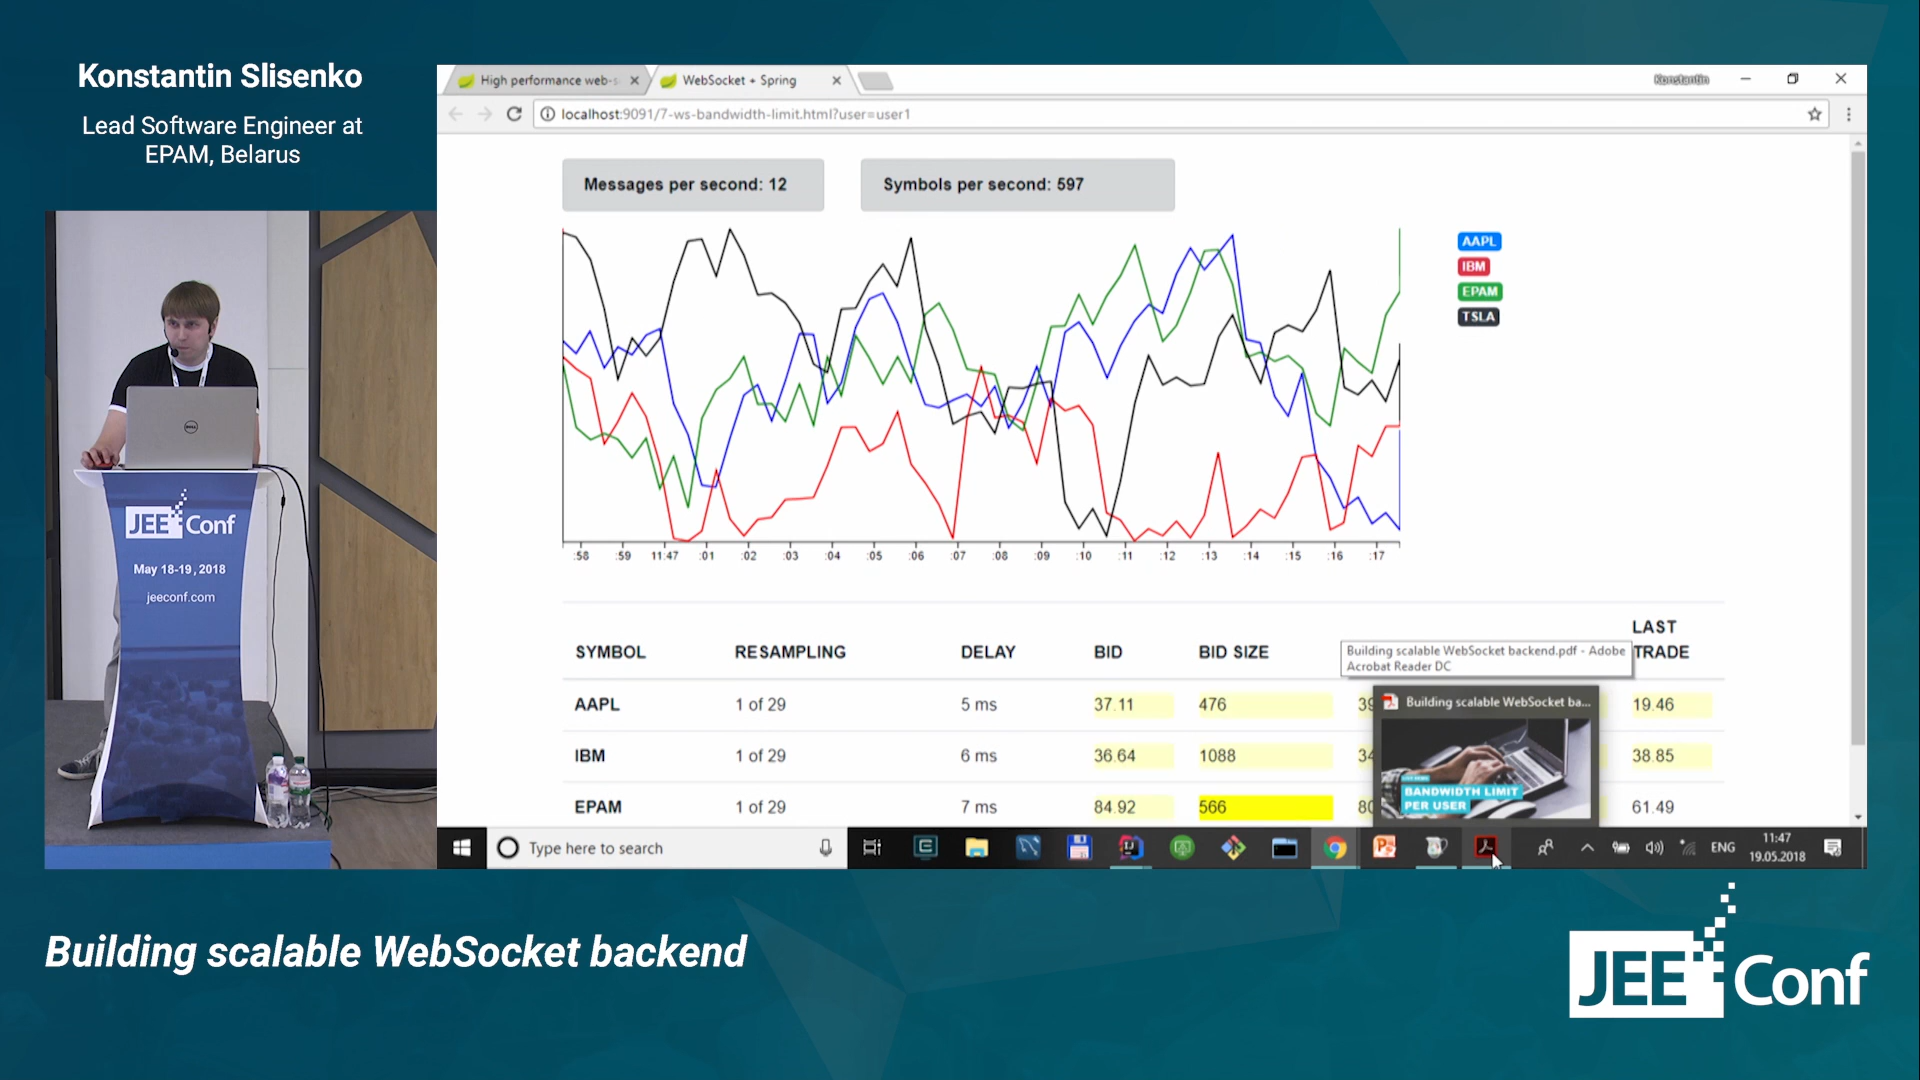 Konstantin Slisenko
Lead Software Engineer at
EPAM, Belarus
JEE Conf
May 18-19, 2018
jeeconf.com
High performance web-s
WebSocket + Spring
Konstantin
localhost:9091/7-ws-bandwidth-limit.html?user=user1
Messages per second: 12
Symbols per second: 597
AAPL
IBM
EPAM
TSLA
:58 :59 11:47 :01 :02 :03 :04 :05 :06 :07 :08 :09 :10 :11 :12 :13 :14 :15 :16 :17
SYMBOL RESAMPLING DELAY BID BID SIZE LAST TRADE
AAPL 1 of 29 5 ms 37.11 476 39 19.46
IBM 1 of 29 6 ms 36.64 1088 34 38.85
EPAM 1 of 29 7 ms 84.92 566 80 61.49
Building scalable WebSocket backend.pdf - Adobe
Acrobat Reader DC
Building scalable WebSocket ba...
BANDWIDTH LIMIT
PER USER
Type here to search
ENG
11:47
19.05.2018
Building scalable WebSocket backend
JEE Conf